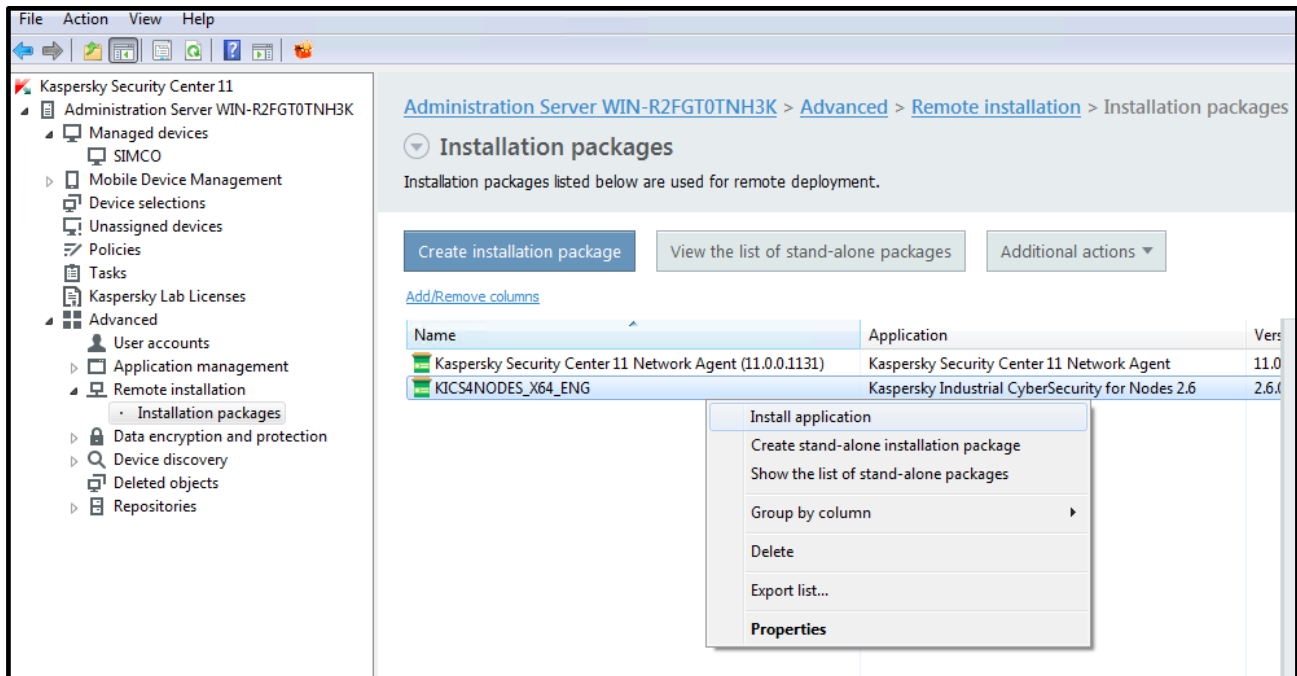 File Action View Help
Kaspersky Security Center 11
Administration Server WIN-R2FGT0TNH3K
Managed devices
SIMCO
Mobile Device Management
Device selections
Unassigned devices
Policies
Tasks
Kaspersky Lab Licenses
Advanced
User accounts
Application management
Remote installation
Installation packages
Data encryption and protection
Device discovery
Deleted objects
Repositories
Administration Server WIN-R2FGT0TNH3K > Advanced > Remote installation > Installation packages
Installation packages
Installation packages listed below are used for remote deployment.
Create installation package View the list of stand-alone packages Additional actions
Add/Remove columns
Name Application Vers
Kaspersky Security Center 11 Network Agent (11.0.0.1131) Kaspersky Security Center 11 Network Agent 11.0
KICS4NODES_X64_ENG Kaspersky Industrial CyberSecurity for Nodes 2.6 2.6.0
Install application
Create stand-alone installation package
Show the list of stand-alone packages
Group by column
Delete
Export list...
Properties